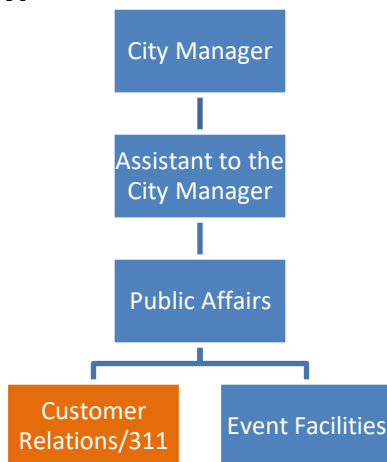 City Manager
Assistant to the
City Manager
Public Affairs
Customer
Relations/311
Event Facilities